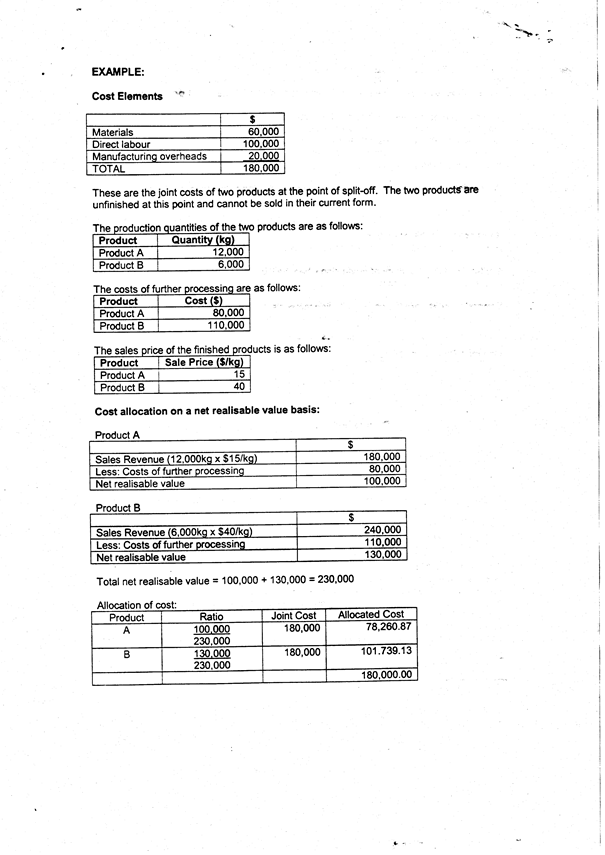 EXAMPLE:
Cost Elements
$
Materials 60,000
Direct labour 100,000
Manufacturing overheads 20,000
TOTAL 180,000
These are the joint costs of two products at the point of split-off. The two products are
unfinished at this point and cannot be sold in their current form.
The production quantities of the two products are as follows:
Product Quantity (kg)
Product A 12,000
Product B 6,000
The costs of further processing are as follows:
Product Cost ($)
Product A 80,000
Product B 110,000
The sales price of the finished products is as follows:
Product Sale Price ($/kg)
Product A 15
Product B 40
Cost allocation on a net realisable value basis:
Product A
$
Sales Revenue (12,000kg x $15/kg) 180,000
Less: Costs of further processing 80,000
Net realisable value 100,000
Product B
$
Sales Revenue (6,000kg x $40/kg) 240,000
Less: Costs of further processing 110,000
Net realisable value 130,000
Total net realisable value = 100,000 + 130,000 = 230,000
Allocation of cost:
Product Ratio Joint Cost Allocated Cost
A 100,000 180,000 78,260.87
230,000
B 130,000 180,000 101.739.13
230,000
180,000.00